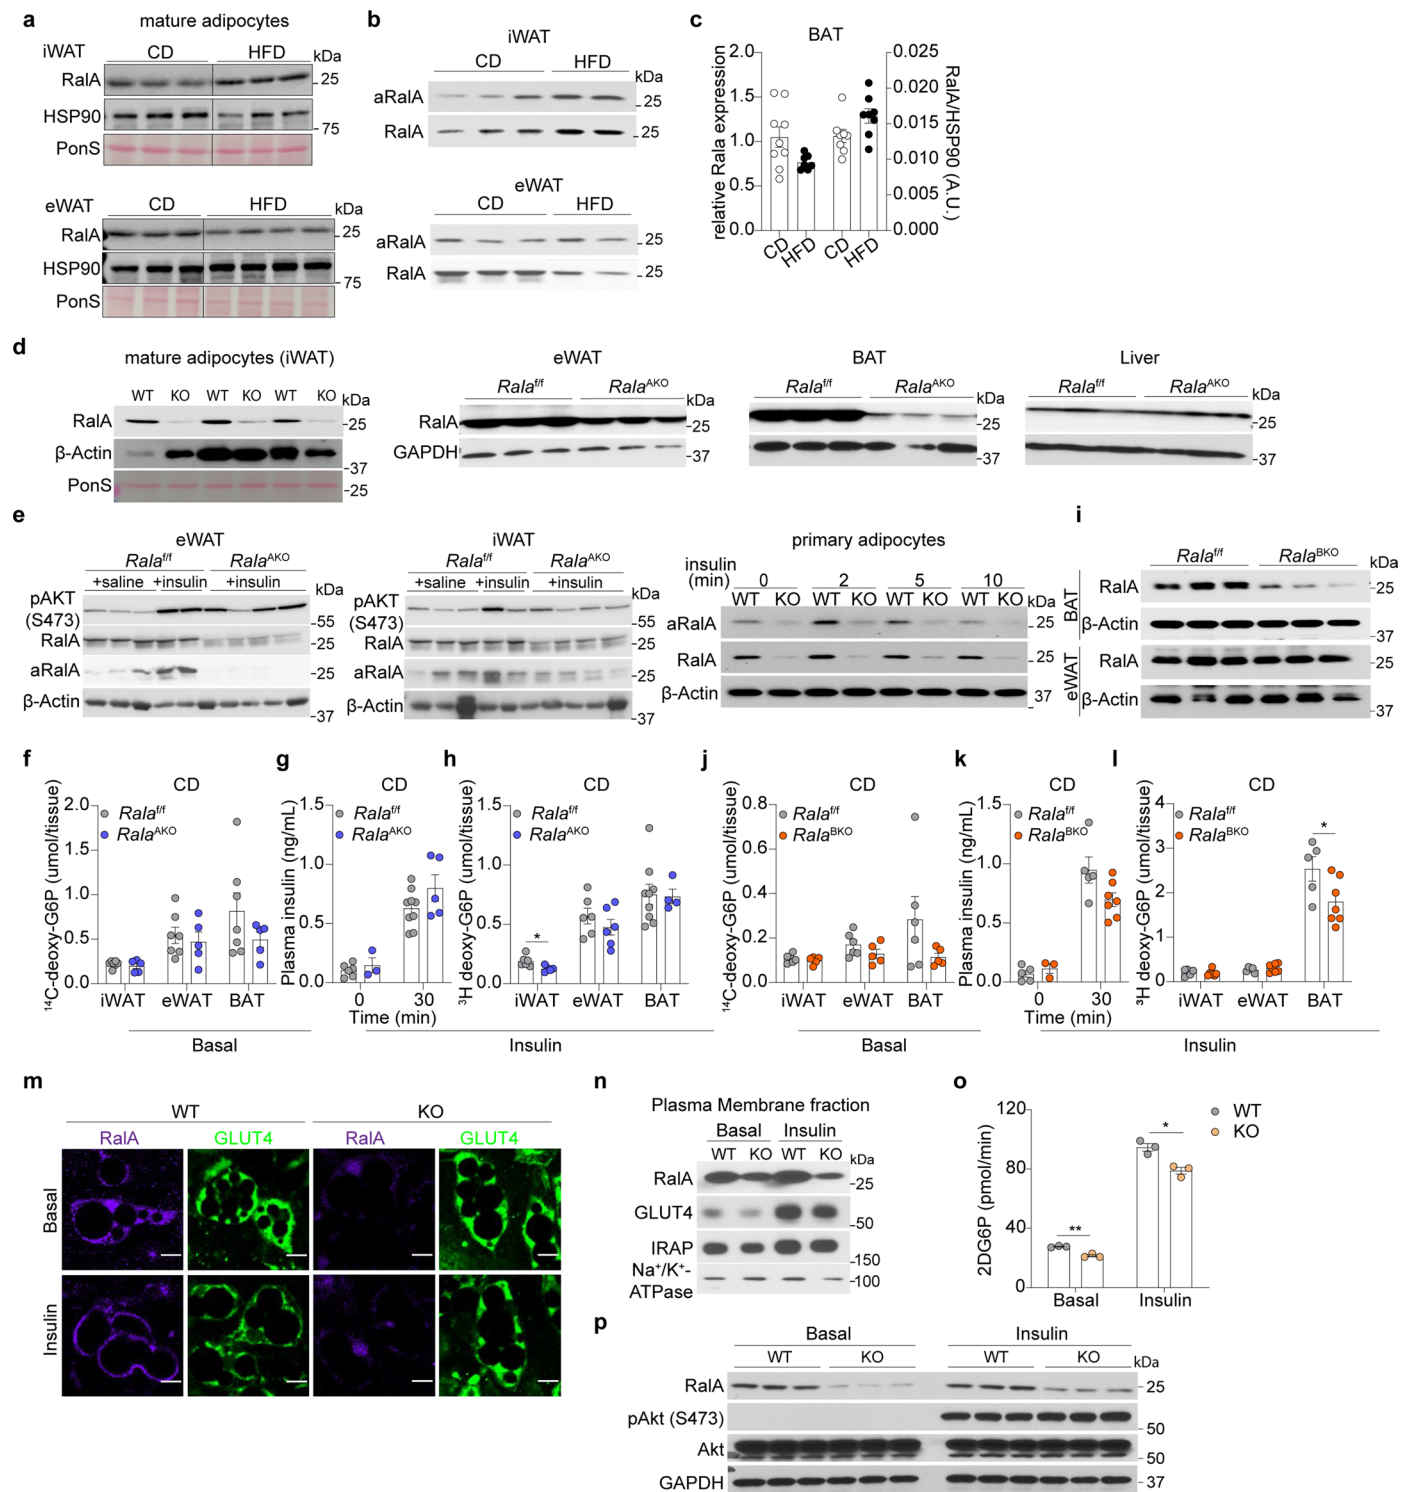 a
mature adipocytes
iWAT
CD
HFD
kDa
RalA
25
HSP90
75
PonS
eWAT
CD
HFD
kDa
RalA
25
HSP90
75
PonS
b
iWAT
CD
HFD
kDa
aRalA
25
RalA
25
eWAT
CD
HFD
kDa
aRalA
25
RalA
25
c
BAT
relative Rala expression
2.0
1.5
1.0
0.5
0.0
CD
HFD
CD
HFD
0.025
0.020
0.015
0.010
0.005
0.000
RalA/HSP90 (A.U.)
d
mature adipocytes (iWAT)
WT KO WT KO WT KO
kDa
RalA
-25
β-Actin
-37
PonS
-25
eWAT
Rala^f/f Rala^AKO
kDa
RalA
-25
GAPDH
-37
BAT
Rala^f/f Rala^AKO
kDa
-25
-37
Liver
Rala^f/f Rala^AKO
kDa
-25
-37
e
eWAT
Rala^f/f Rala^AKO
+saline +insulin +insulin
kDa
pAKT
(S473)
-55
RalA
-25
aRalA
-25
β-Actin
-37
iWAT
Rala^f/f Rala^AKO
+saline +insulin +insulin
kDa
pAKT
(S473)
-55
RalA
-25
aRalA
-25
β-Actin
-37
primary adipocytes
insulin
(min)
0 2 5 10
WT KO WT KO WT KO WT KO
kDa
aRalA
-25
RalA
-25
β-Actin
-37
i
Rala^f/f Rala^BKO
kDa
BAT
RalA
-25
β-Actin
-37
eWAT
RalA
-25
β-Actin
-37
f
CD
¹⁴C-deoxy-G6P (umol/tissue)
2.0
1.5
1.0
0.5
0.0
Rala^f/f
Rala^AKO
iWAT eWAT BAT
Basal
g
CD
Plasma insulin (ng/mL)
1.5
1.0
0.5
0.0
Rala^f/f
Rala^AKO
0 30
Time (min)
h
CD
³H deoxy-G6P (umol/tissue)
1.5
1.0
0.5
0.0
Rala^f/f
Rala^AKO
*
iWAT eWAT BAT
Insulin
j
CD
¹⁴C-deoxy-G6P (umol/tissue)
0.8
0.6
0.4
0.2
0.0
Rala^f/f
Rala^BKO
iWAT eWAT BAT
Basal
k
CD
Plasma insulin (ng/mL)
1.5
1.0
0.5
0.0
Rala^f/f
Rala^BKO
0 30
Time (min)
l
CD
³H deoxy-G6P (umol/tissue)
4
3
2
1
0
Rala^f/f
Rala^BKO
*
iWAT eWAT BAT
Insulin
m
WT KO
RalA GLUT4 RalA GLUT4
Basal
Insulin
n
Plasma Membrane fraction
Basal Insulin
WT KO WT KO
kDa
RalA
-25
GLUT4
-50
IRAP
-150
Na⁺/K⁺-
ATPase
-100
o
2DG6P (pmol/min)
120
80
40
0
**
*
WT
KO
Basal Insulin
p
Basal Insulin
WT KO WT KO
kDa
RalA
- 25
pAkt (S473)
50
Akt
- 50
GAPDH
- 37